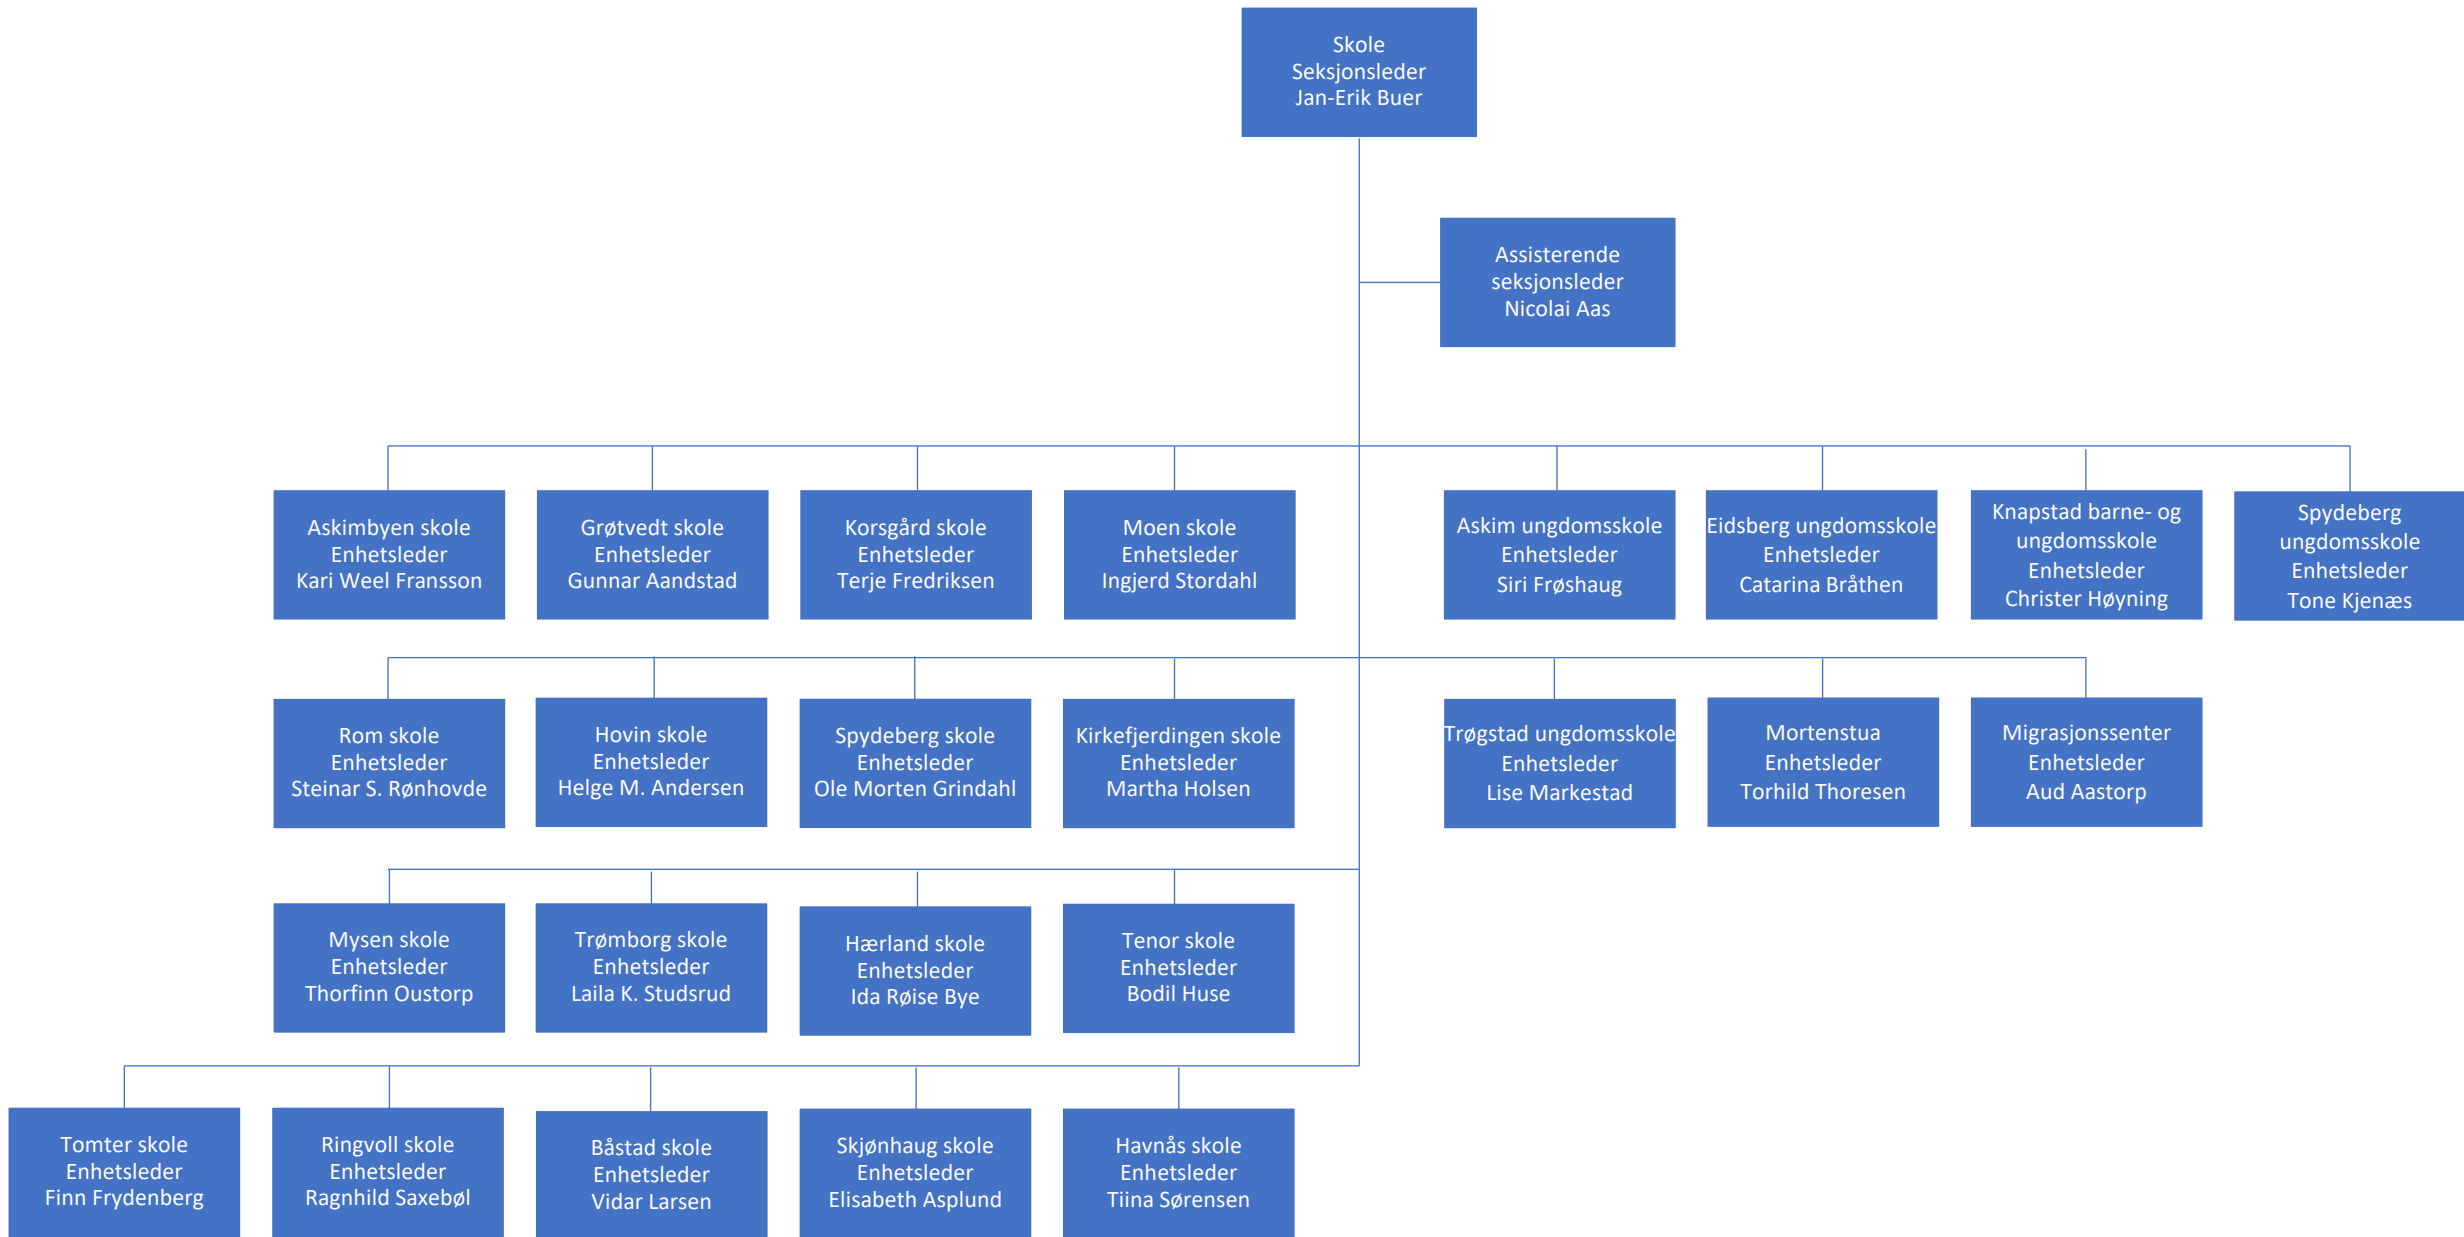 Skole
Seksjonsleder
Jan-Erik Buer
Assisterende
seksjonsleder
Nicolai Aas
Askimbyen skole
Enhetsleder
Kari Weel Fransson
Grøtvedt skole
Enhetsleder
Gunnar Aandstad
Korsgård skole
Enhetsleder
Terje Fredriksen
Moen skole
Enhetsleder
Ingjerd Stordahl
Askim ungdomsskole
Enhetsleder
Siri Frøshaug
Eidsberg ungdomsskole
Enhetsleder
Catarina Bråthen
Knapstad barne- og
ungdomsskole
Enhetsleder
Christer Høyning
Spydeberg
ungdomsskole
Enhetsleder
Tone Kjenæs
Rom skole
Enhetsleder
Steinar S. Rønhovde
Hovin skole
Enhetsleder
Helge M. Andersen
Spydeberg skole
Enhetsleder
Ole Morten Grindahl
Kirkefjerdingen skole
Enhetsleder
Martha Holsen
Trøgstad ungdomsskole
Enhetsleder
Lise Markestad
Mortenstua
Enhetsleder
Torhild Thoresen
Migrasjonssenter
Enhetsleder
Aud Aastorp
Mysen skole
Enhetsleder
Thorfinn Oustorp
Trømborg skole
Enhetsleder
Laila K. Studsrud
Hærland skole
Enhetsleder
Ida Røise Bye
Tenor skole
Enhetsleder
Bodil Huse
Tomter skole
Enhetsleder
Finn Frydenberg
Ringvoll skole
Enhetsleder
Ragnhild Saxebøl
Båstad skole
Enhetsleder
Vidar Larsen
Skjønhaug skole
Enhetsleder
Elisabeth Asplund
Havnås skole
Enhetsleder
Tiina Sørensen